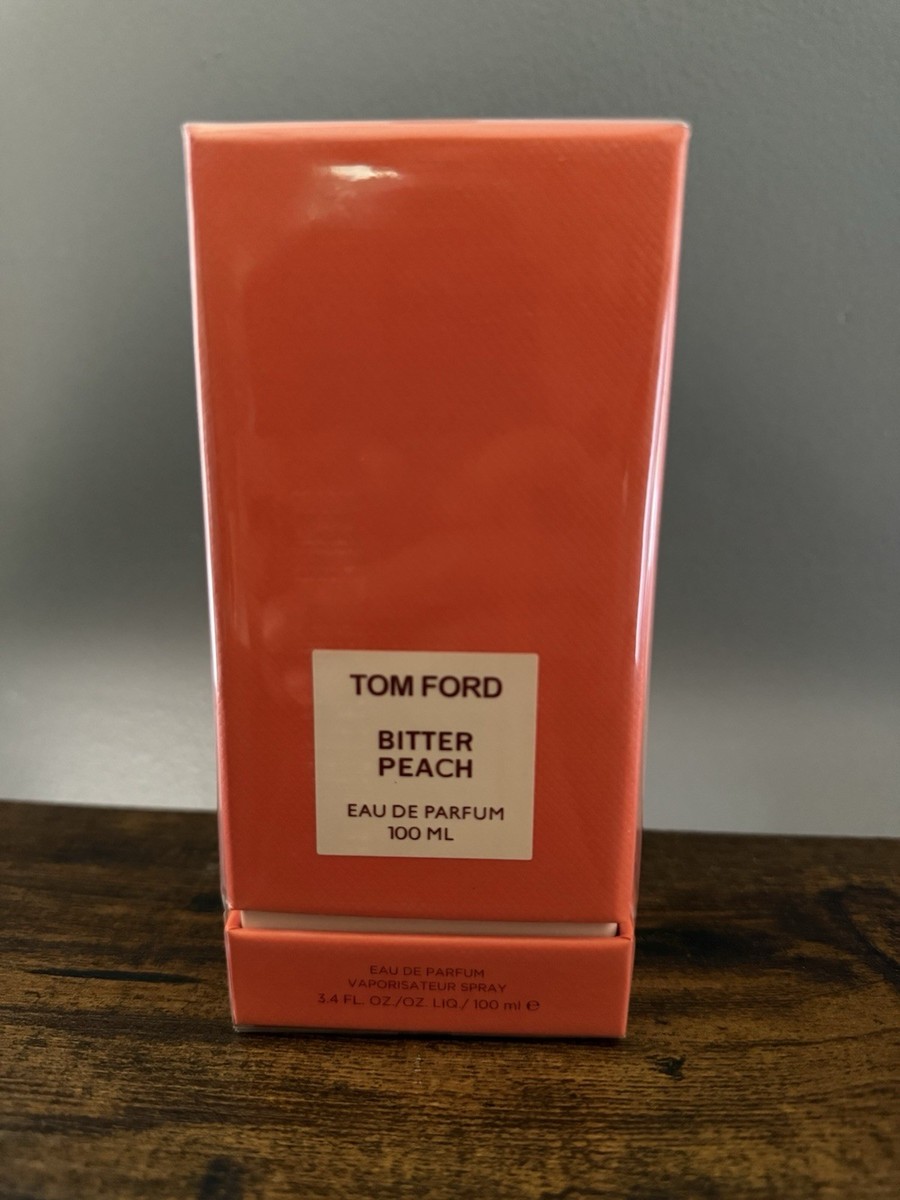 TOM FORD
BITTER
PEACH
EAU DE PARFUM
100 ML
EAU DE PARFUM
VAPORISATEUR SPRAY
3.4 FL. OZ./OZ. LIQ./ 100 ml ℮